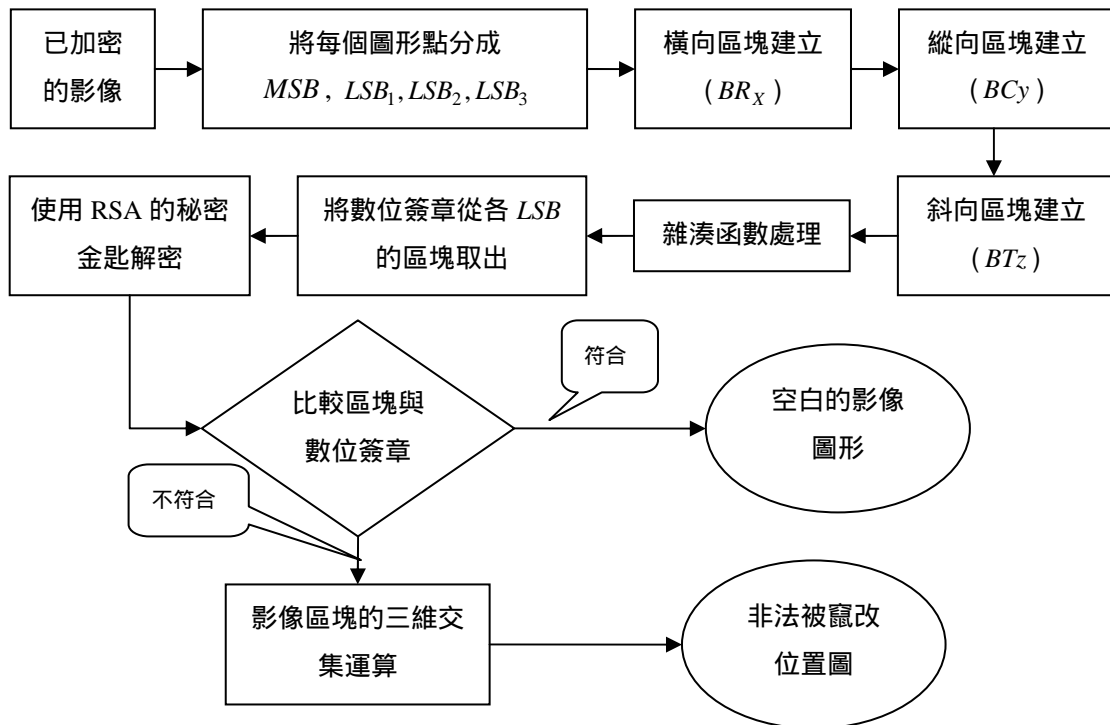 已加密
的影像
將每個圖形點分成
MSB , LSB₁,LSB₂,LSB₃
橫向區塊建立
( BR_X )
縱向區塊建立
( BCy )
使用 RSA 的秘密
金匙解密
將數位簽章從各 LSB
的區塊取出
雜湊函數處理
斜向區塊建立
( BTz )
比較區塊與
數位簽章
符合
空白的影像
圖形
不符合
影像區塊的三維交
集運算
非法被竄改
位置圖